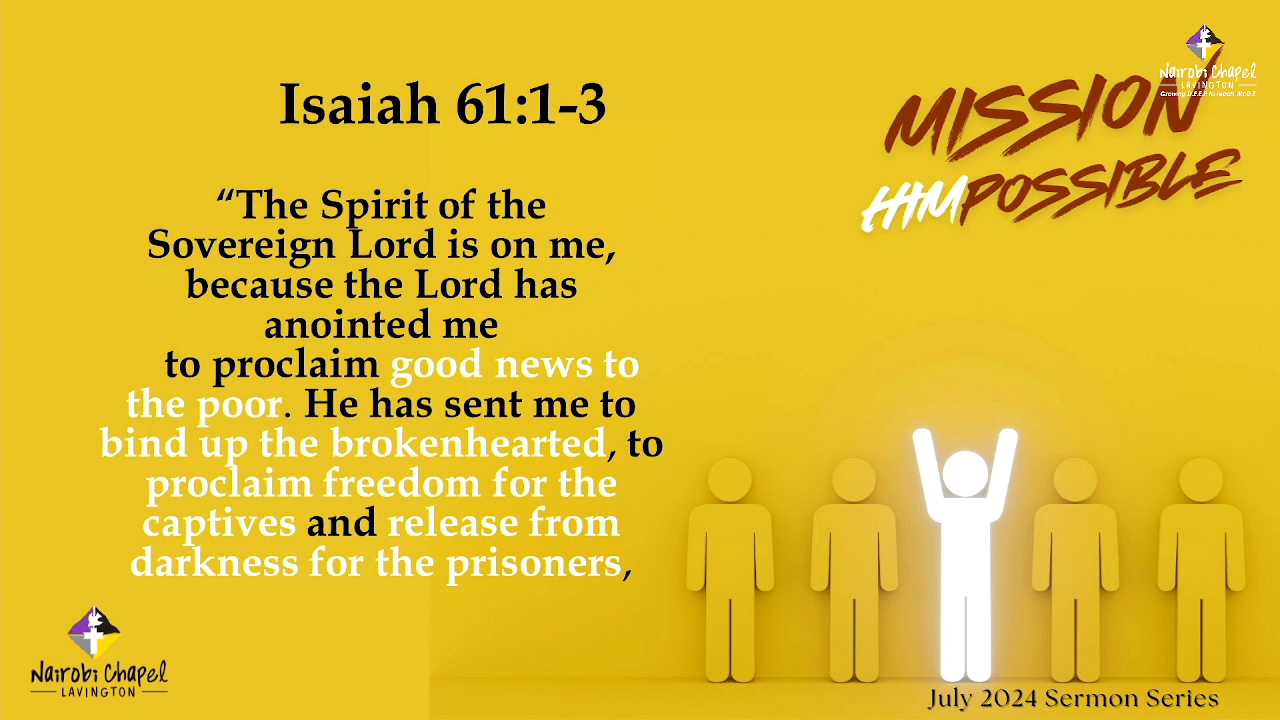 Isaiah 61:1-3
“The Spirit of the
Sovereign Lord is on me,
because the Lord has
anointed me
to proclaim good news to
the poor. He has sent me to
bind up the brokenhearted, to
proclaim freedom for the
captives and release from
darkness for the prisoners,
Nairobi Chapel
LAVINGTON
Growing D.E.E.P to reach W.I.D.E
MISSION
HIMPOSSIBLE
Nairobi Chapel
LAVINGTON
July 2024 Sermon Series